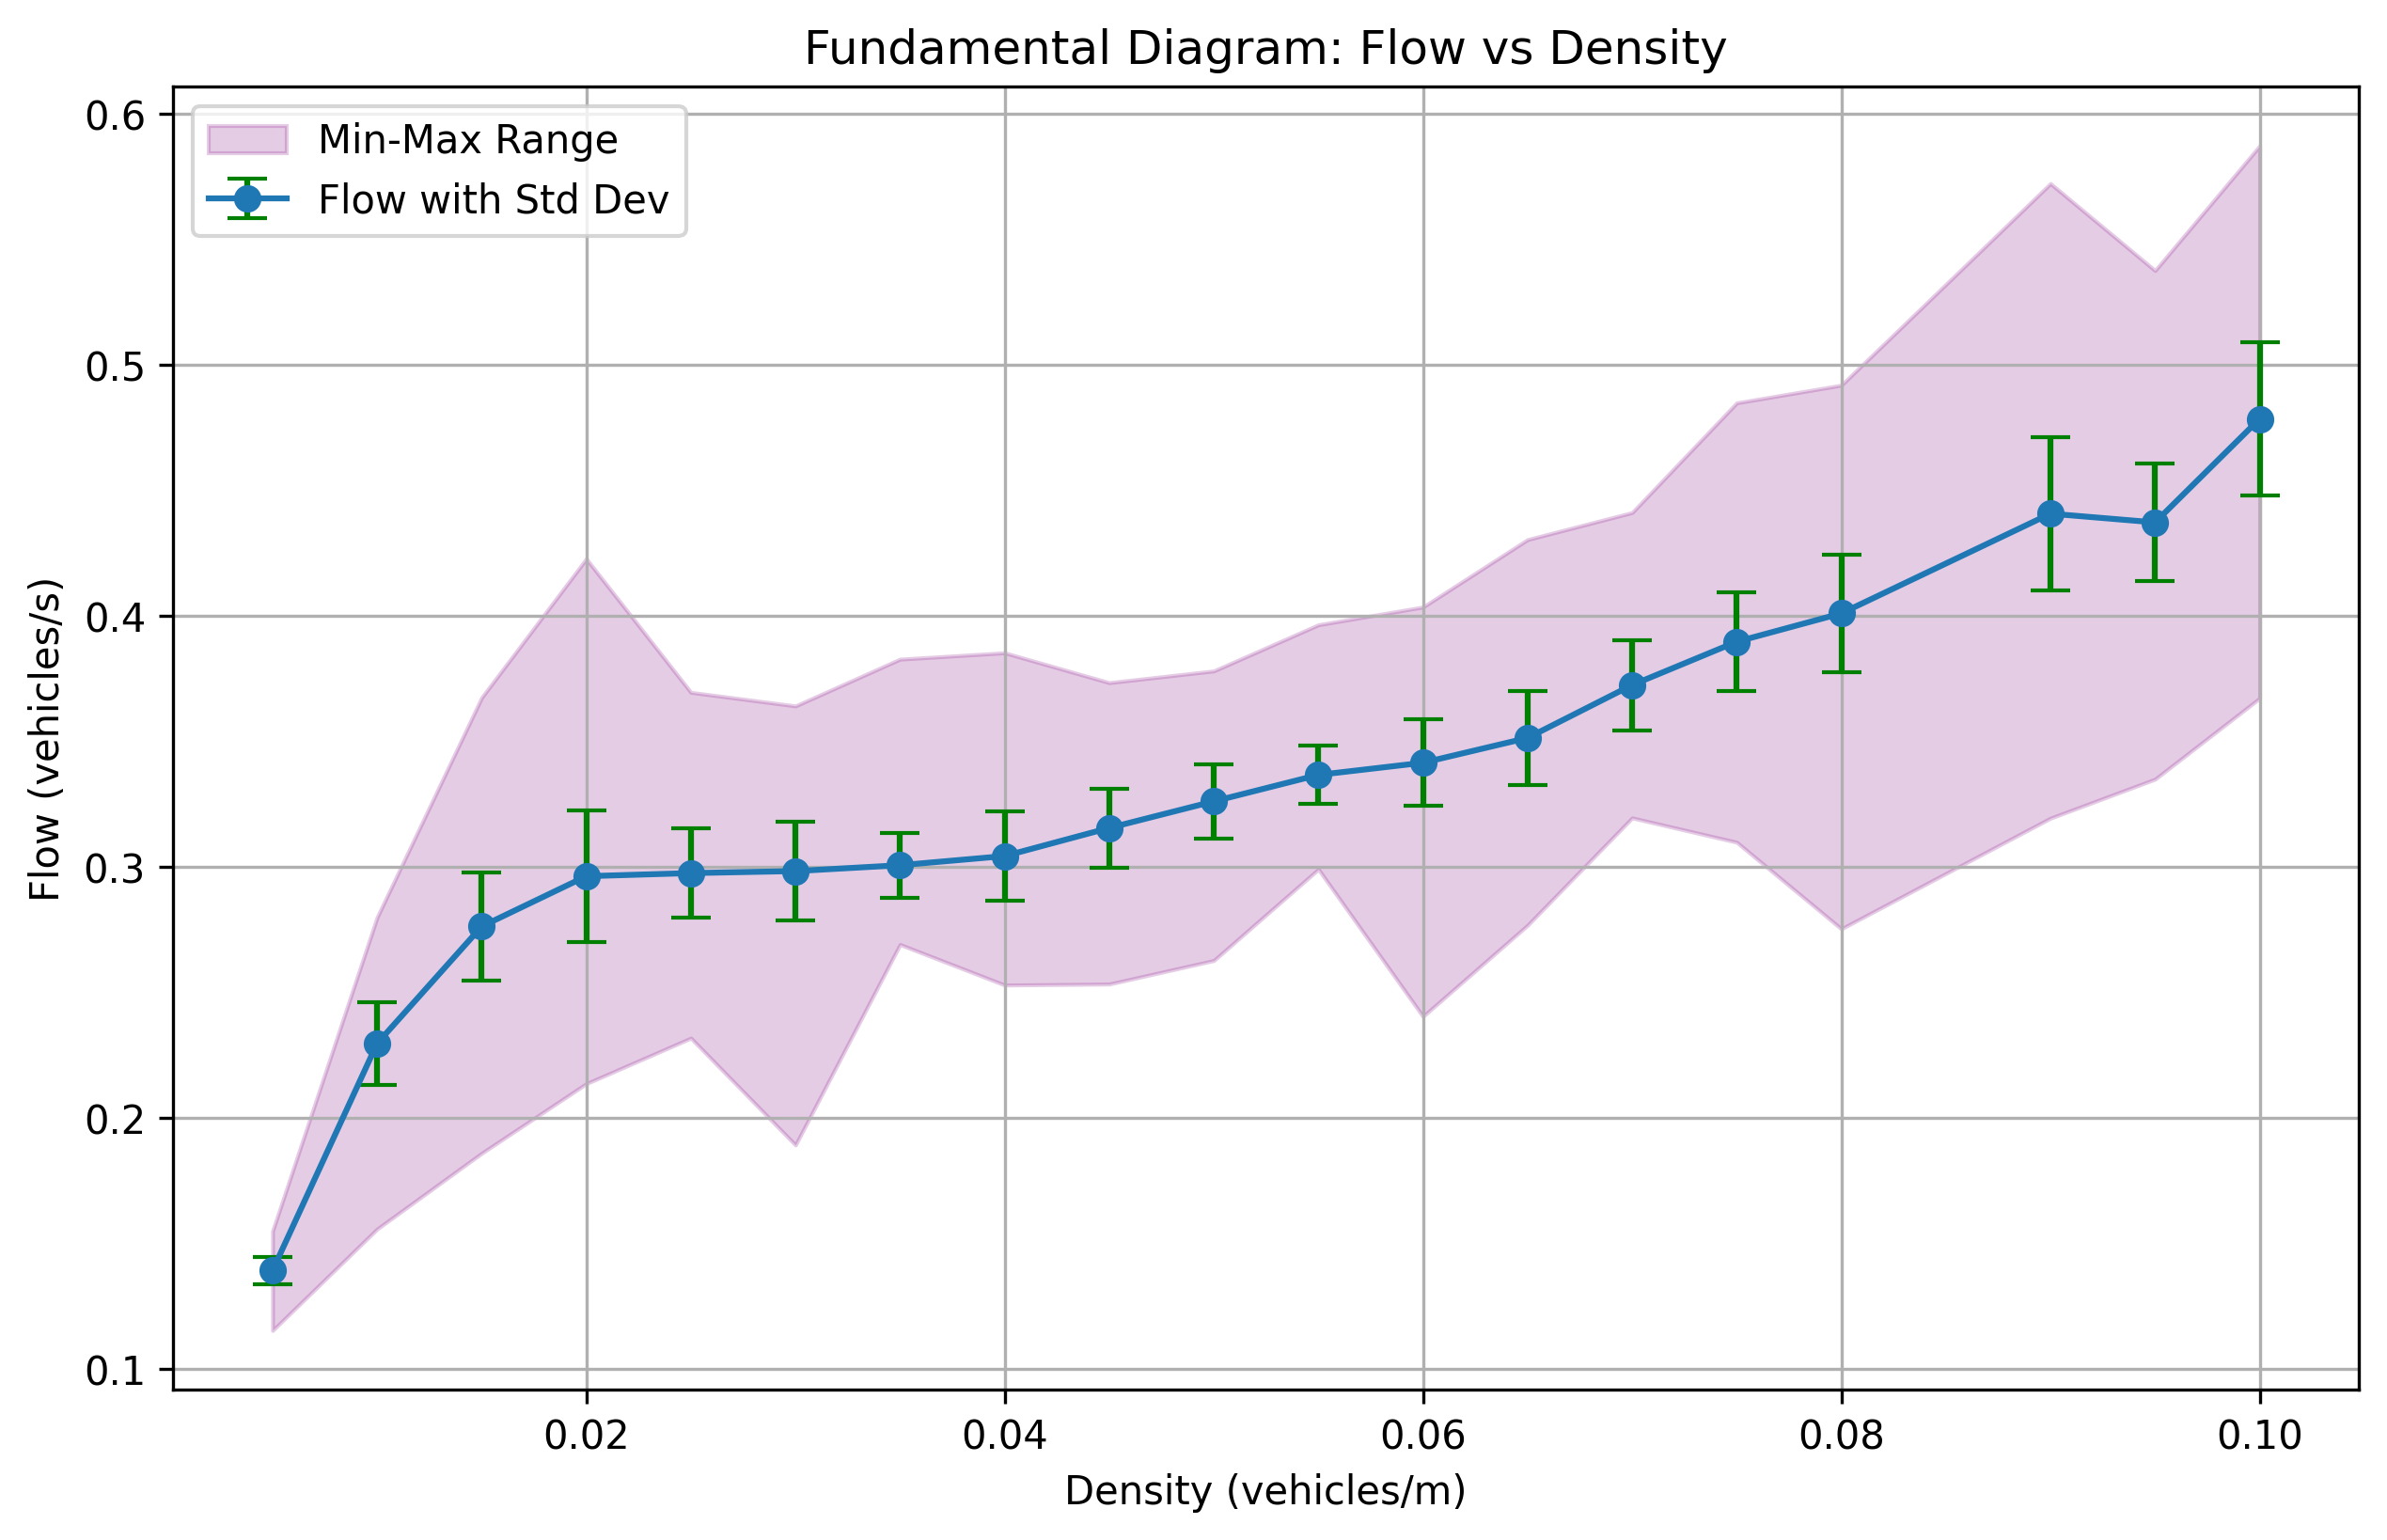 Fundamental Diagram: Flow vs Density
Min-Max Range
Flow with Std Dev
Flow (vehicles/s)
0.6
0.5
0.4
0.3
0.2
0.1
0.02 0.04 0.06 0.08 0.10
Density (vehicles/m)